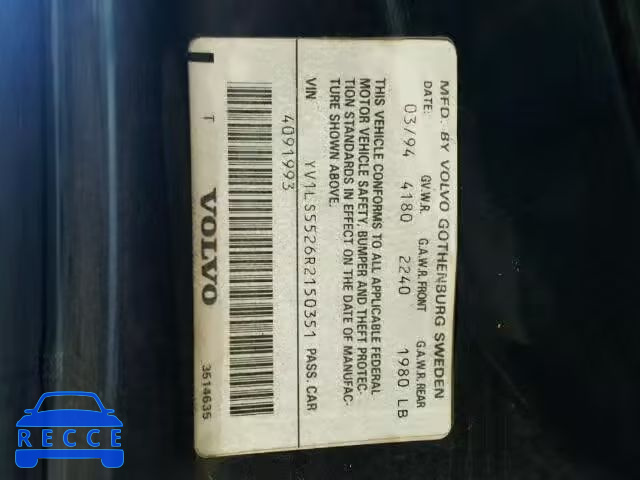 MFD. BY VOLVO GOTHENBURG SWEDEN
DATE: GV.W.R. G.A.W.R. FRONT G.A.W.R. REAR
03/94 4180 2240 1980 LB
THIS VEHICLE CONFORMS TO ALL APPLICABLE FEDERAL
MOTOR VEHICLE SAFETY, BUMPER AND THEFT PROTEC-
TION STANDARDS IN EFFECT ON THE DATE OF MANUFAC-
TURE SHOWN ABOVE.
VIN YV1LS5526R2150351 PASS. CAR
4091993
T VOLVO 3514635
RECCE